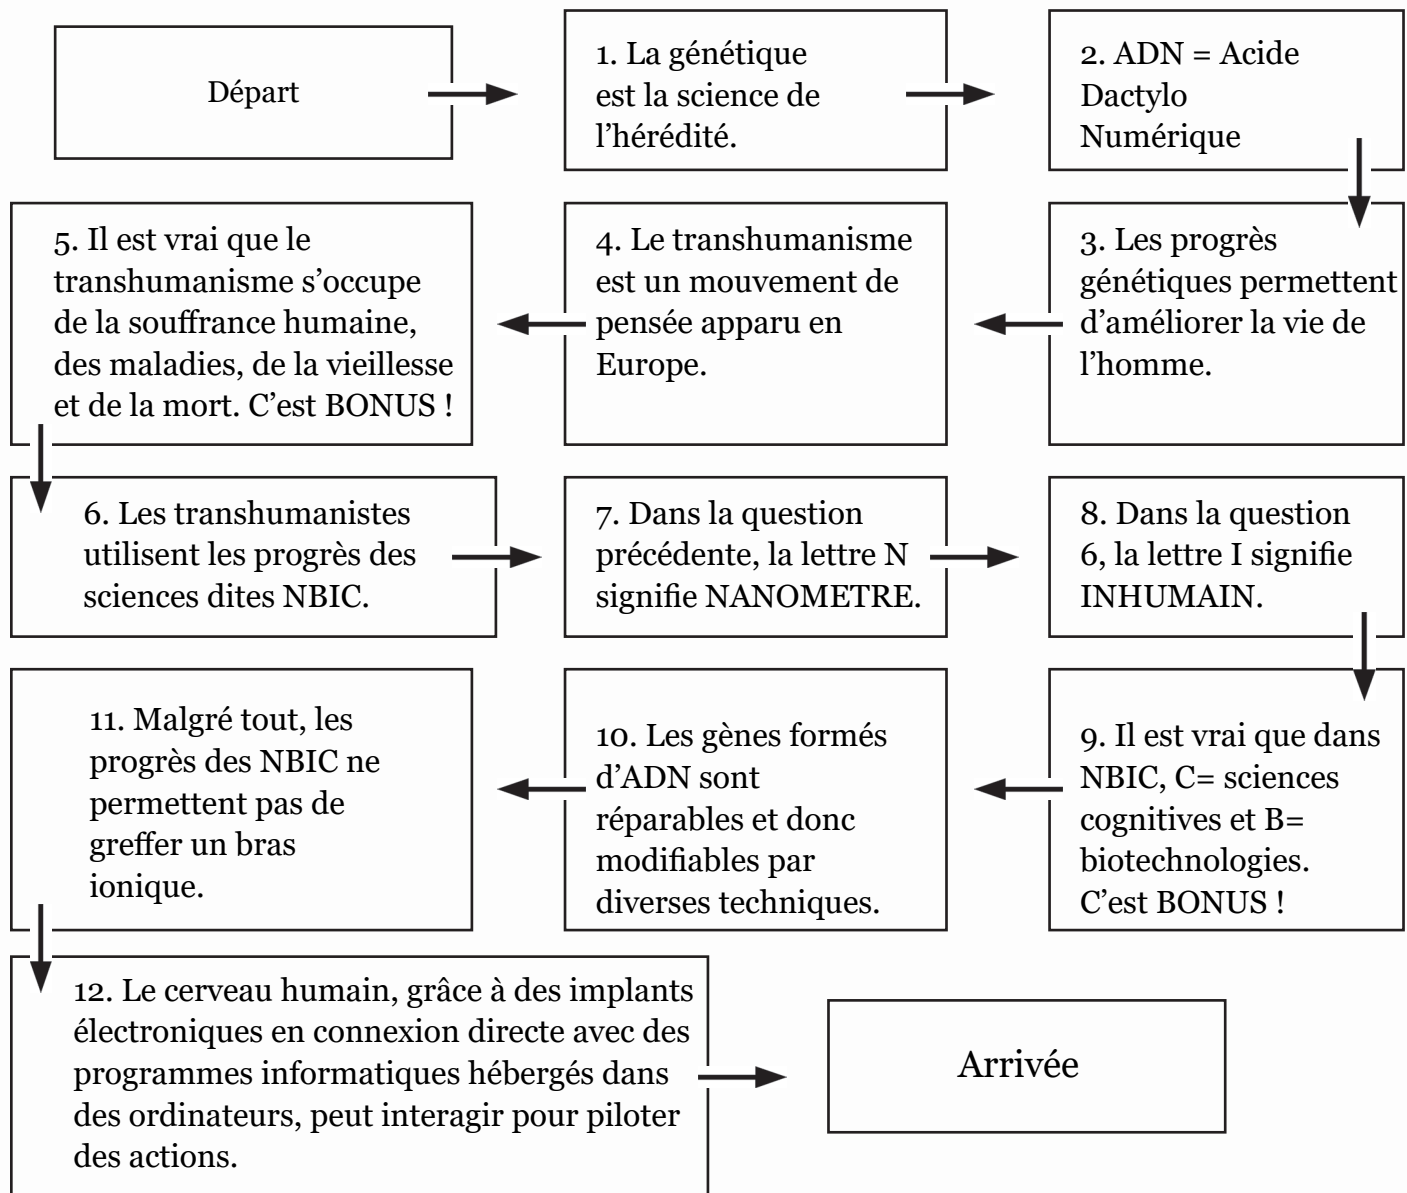 Départ
1. La génétique
est la science de
l’hérédité.
2. ADN = Acide
Dactylo
Numérique
3. Les progrès
génétiques permettent
d’améliorer la vie de
l’homme.
4. Le transhumanisme
est un mouvement de
pensée apparu en
Europe.
5. Il est vrai que le
transhumanisme s’occupe
de la souffrance humaine,
des maladies, de la vieillesse
et de la mort. C’est BONUS !
6. Les transhumanistes
utilisent les progrès des
sciences dites NBIC.
7. Dans la question
précédente, la lettre N
signifie NANOMETRE.
8. Dans la question
6, la lettre I signifie
INHUMAIN.
9. Il est vrai que dans
NBIC, C= sciences
cognitives et B=
biotechnologies.
C’est BONUS !
10. Les gènes formés
d’ADN sont
réparables et donc
modifiables par
diverses techniques.
11. Malgré tout, les
progrès des NBIC ne
permettent pas de
greffer un bras
ionique.
12. Le cerveau humain, grâce à des implants
électroniques en connexion directe avec des
programmes informatiques hébergés dans
des ordinateurs, peut interagir pour piloter
des actions.
Arrivée